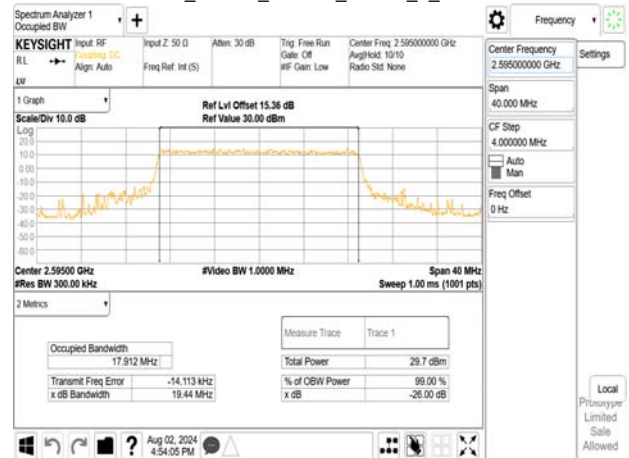 Spectrum Analyzer 1
Occupied BW
Frequency
KEYSIGHT
Input: RF
Coupling: DC
Align: Auto
Input Z: 50 Ω
Freq Ref: Int (S)
Atten: 30 dB
Trig: Free Run
Gate: Off
#IF Gain: Low
Center Freq: 2.595000000 GHz
Avg|Hold: 10/10
Radio Std: None
RL
Center Frequency
2.595000000 GHz
Settings
Span
40.000 MHz
CF Step
4.000000 MHz
Auto
Man
Freq Offset
0 Hz
1 Graph
Scale/Div 10.0 dB
Ref Lvl Offset 15.36 dB
Ref Value 30.00 dBm
Log
20.0
10.0
0.00
-10.0
-20.0
-30.0
-40.0
-50.0
-60.0
Center 2.59500 GHz
#Res BW 300.00 kHz
#Video BW 1.0000 MHz
Span 40 MHz
Sweep 1.00 ms (1001 pts)
2 Metrics
Measure Trace Trace 1
Occupied Bandwidth
17.912 MHz
Total Power 29.7 dBm
Transmit Freq Error -14.113 kHz
% of OBW Power 99.00 %
x dB Bandwidth 19.44 MHz
x dB -26.00 dB
Local
Prototype
Limited
Sale
Allowed
Aug 02, 2024
4:54:05 PM